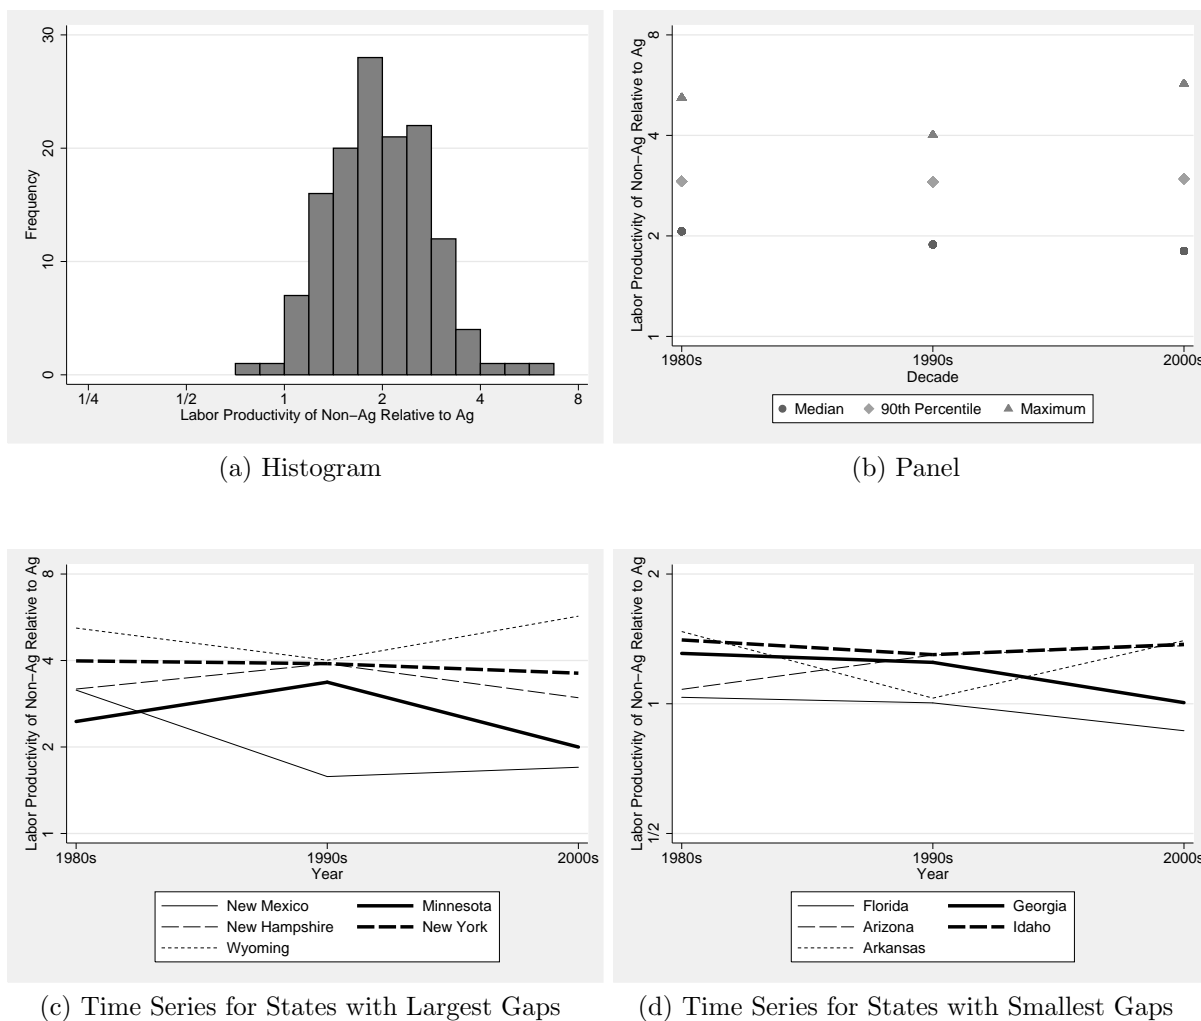 30
20
10
0
Frequency
1/4 1/2 1 2 4 8
Labor Productivity of Non−Ag Relative to Ag
(a) Histogram
8
4
2
1
Labor Productivity of Non−Ag Relative to Ag
1980s 1990s 2000s
Decade
Median 90th Percentile Maximum
(b) Panel
8
4
2
1
Labor Productivity of Non−Ag Relative to Ag
1980s 1990s 2000s
Year
New Mexico Minnesota
New Hampshire New York
Wyoming
(c) Time Series for States with Largest Gaps
2
1
1/2
Labor Productivity of Non−Ag Relative to Ag
1980s 1990s 2000s
Year
Florida Georgia
Arizona Idaho
Arkansas
(d) Time Series for States with Smallest Gaps